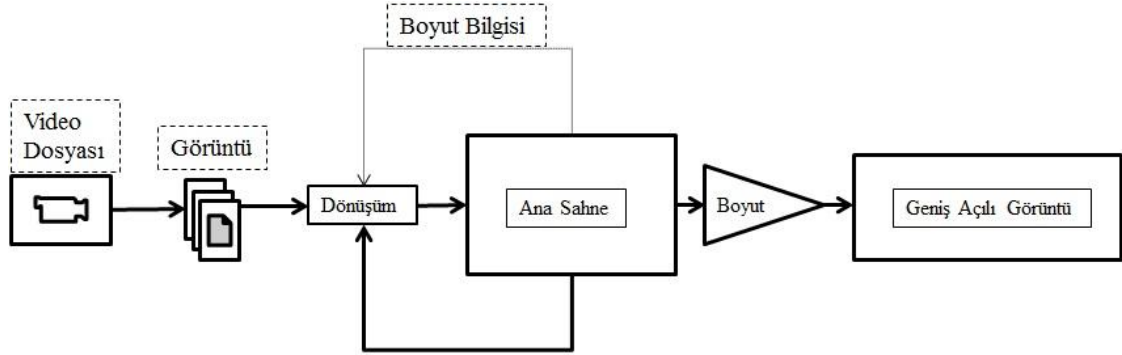 Boyut Bilgisi
Video
Dosyası
Görüntü
Dönüşüm
Ana Sahne
Boyut
Geniş Açılı Görüntü